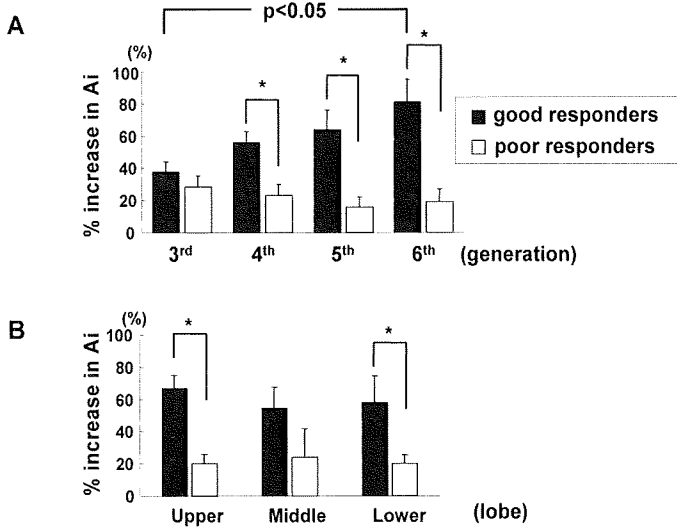 A
p<0.05
(%)
% increase in Ai
100
80
60
40
20
0
*
*
*
good responders
poor responders
3rd 4th 5th 6th (generation)
B
(%)
% increase in Ai
100
80
60
40
20
0
*
*
Upper Middle Lower (lobe)